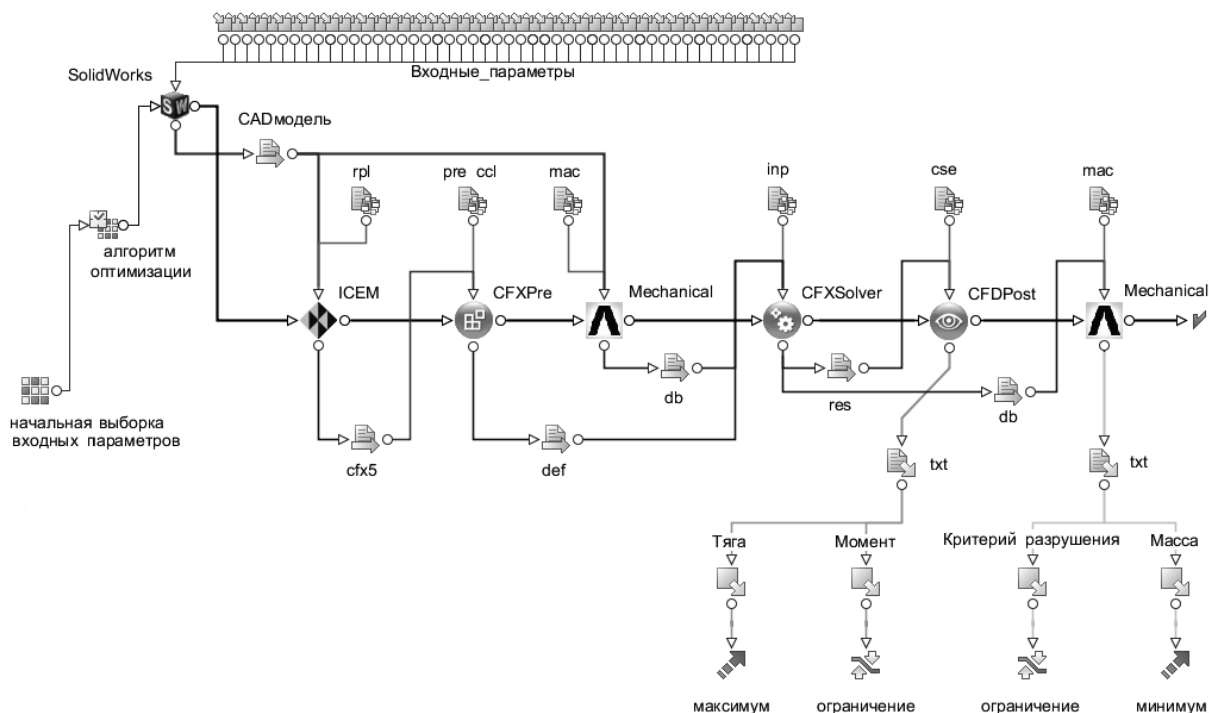 Входные_параметры
SolidWorks
SW
CADмодель
rpl
pre ccl
mac
inp
cse
mac
алгоритм
оптимизации
ICEM
CFXPre
Mechanical
CFXSolver
CFDPost
Mechanical
db
res
db
начальная выборка
входных параметров
cfx5
def
txt
txt
Тяга
Момент
Критерий разрушения
Масса
максимум
ограничение
ограничение
минимум